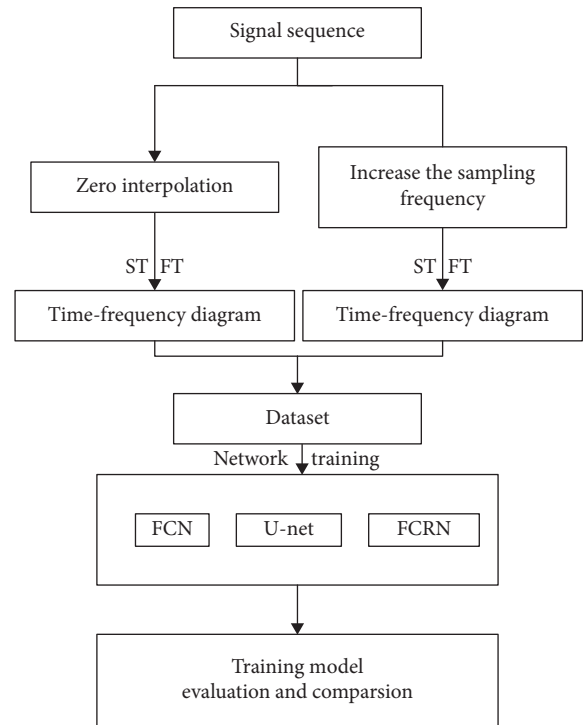 Signal sequence
Zero interpolation
Increase the sampling
frequency
ST FT
ST FT
Time-frequency diagram
Time-frequency diagram
Dataset
Network training
FCN
U-net
FCRN
Training model
evaluation and comparsion